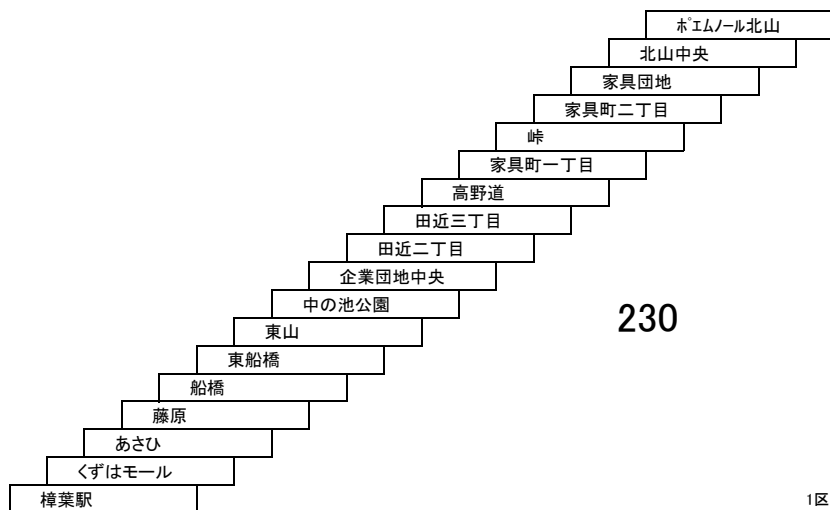 ﾎﾟｴﾑﾉｰﾙ北山
北山中央
家具団地
家具町二丁目
峠
家具町一丁目
高野道
田近三丁目
田近二丁目
企業団地中央
中の池公園
東山
230
東船橋
船橋
藤原
あさひ
くずはモール
樟葉駅
1区